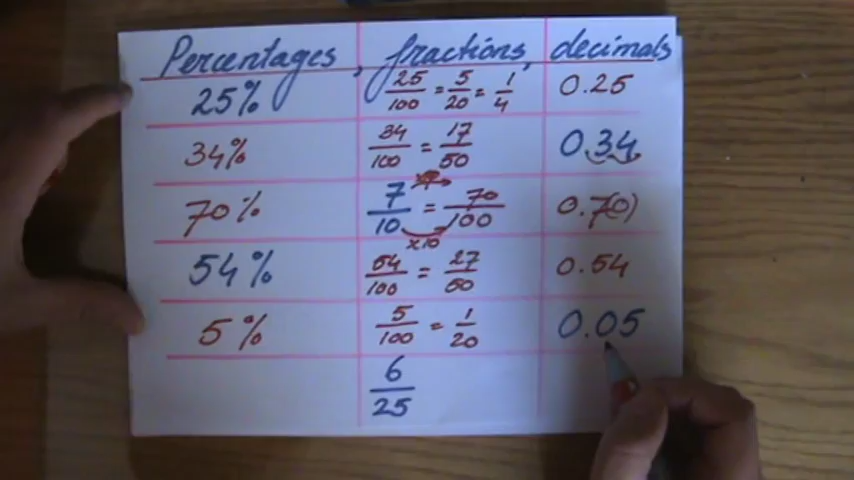 Percentages, fractions, decimals
25% 25/100 = 5/20 = 1/4 0.25
34% 34/100 = 17/50 0.34
x10
70% 7/10 = 70/100 0.7(0)
x10
54% 54/100 = 27/50 0.54
5% 5/100 = 1/20 0.05
6/25